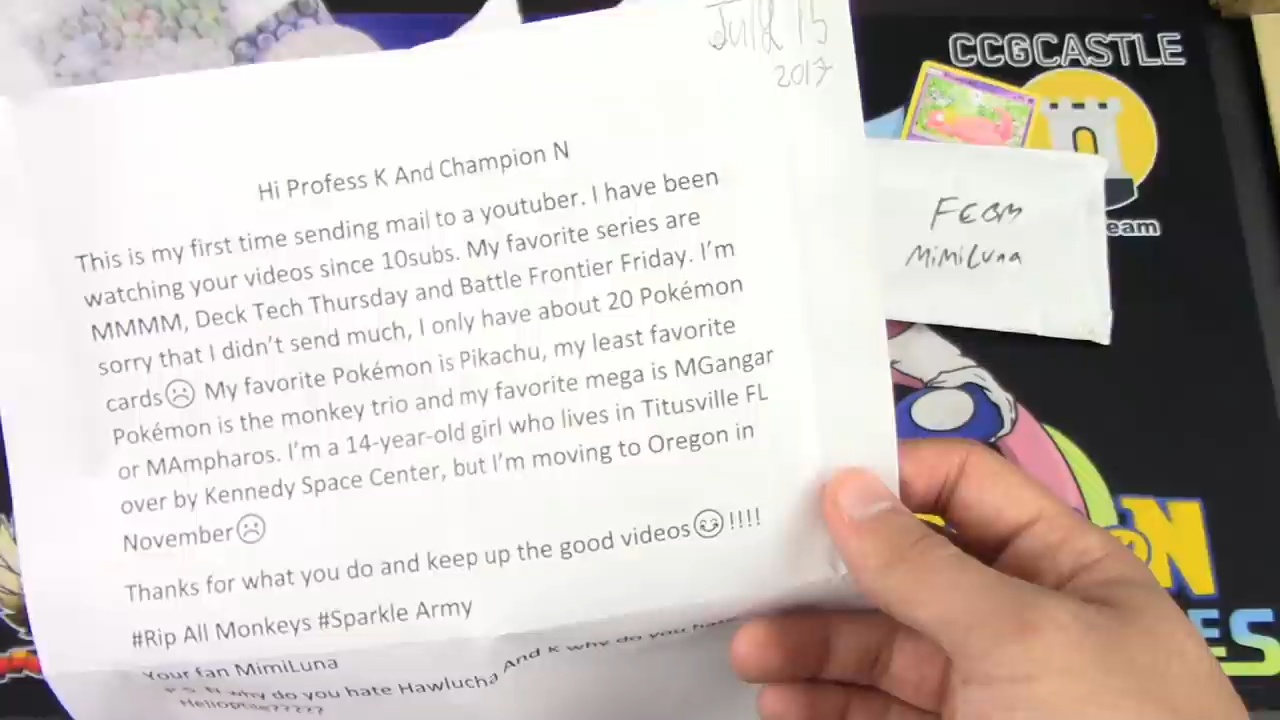 July 15
2017
CCGCASTLE
Hi Profess K And Champion N
This is my first time sending mail to a youtuber. I have been
watching your videos since 10subs. My favorite series are
MMMM, Deck Tech Thursday and Battle Frontier Friday. I'm
sorry that I didn't send much, I only have about 20 Pokémon
cards☹ My favorite Pokémon is Pikachu, my least favorite
Pokémon is the monkey trio and my favorite mega is MGangar
or MAmpharos. I'm a 14-year-old girl who lives in Titusville FL
over by Kennedy Space Center, but I'm moving to Oregon in
November☹
Thanks for what you do and keep up the good videos☺!!!!
#Rip All Monkeys #Sparkle Army
Your fan MimiLuna
P.S. N why do you hate Hawlucha And K why do you hate
Helioptile?????
From
MimiLuna
eam
ON
ES